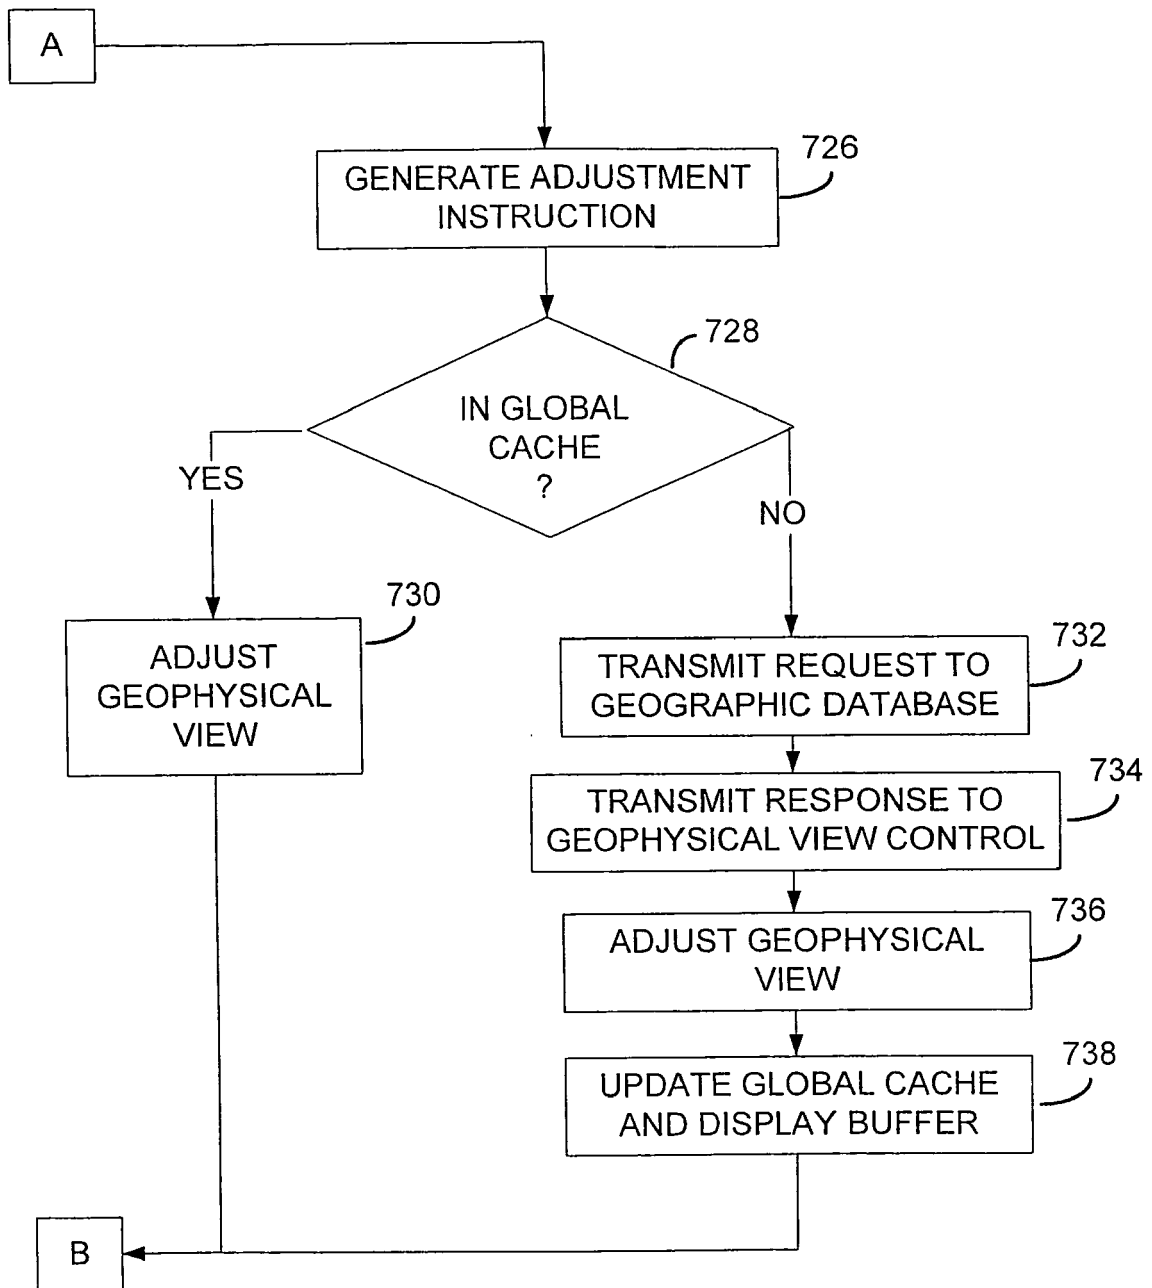 A
726
GENERATE ADJUSTMENT
INSTRUCTION
728
IN GLOBAL
CACHE
?
YES
NO
730
ADJUST
GEOPHYSICAL
VIEW
732
TRANSMIT REQUEST TO
GEOGRAPHIC DATABASE
734
TRANSMIT RESPONSE TO
GEOPHYSICAL VIEW CONTROL
736
ADJUST GEOPHYSICAL
VIEW
738
UPDATE GLOBAL CACHE
AND DISPLAY BUFFER
B